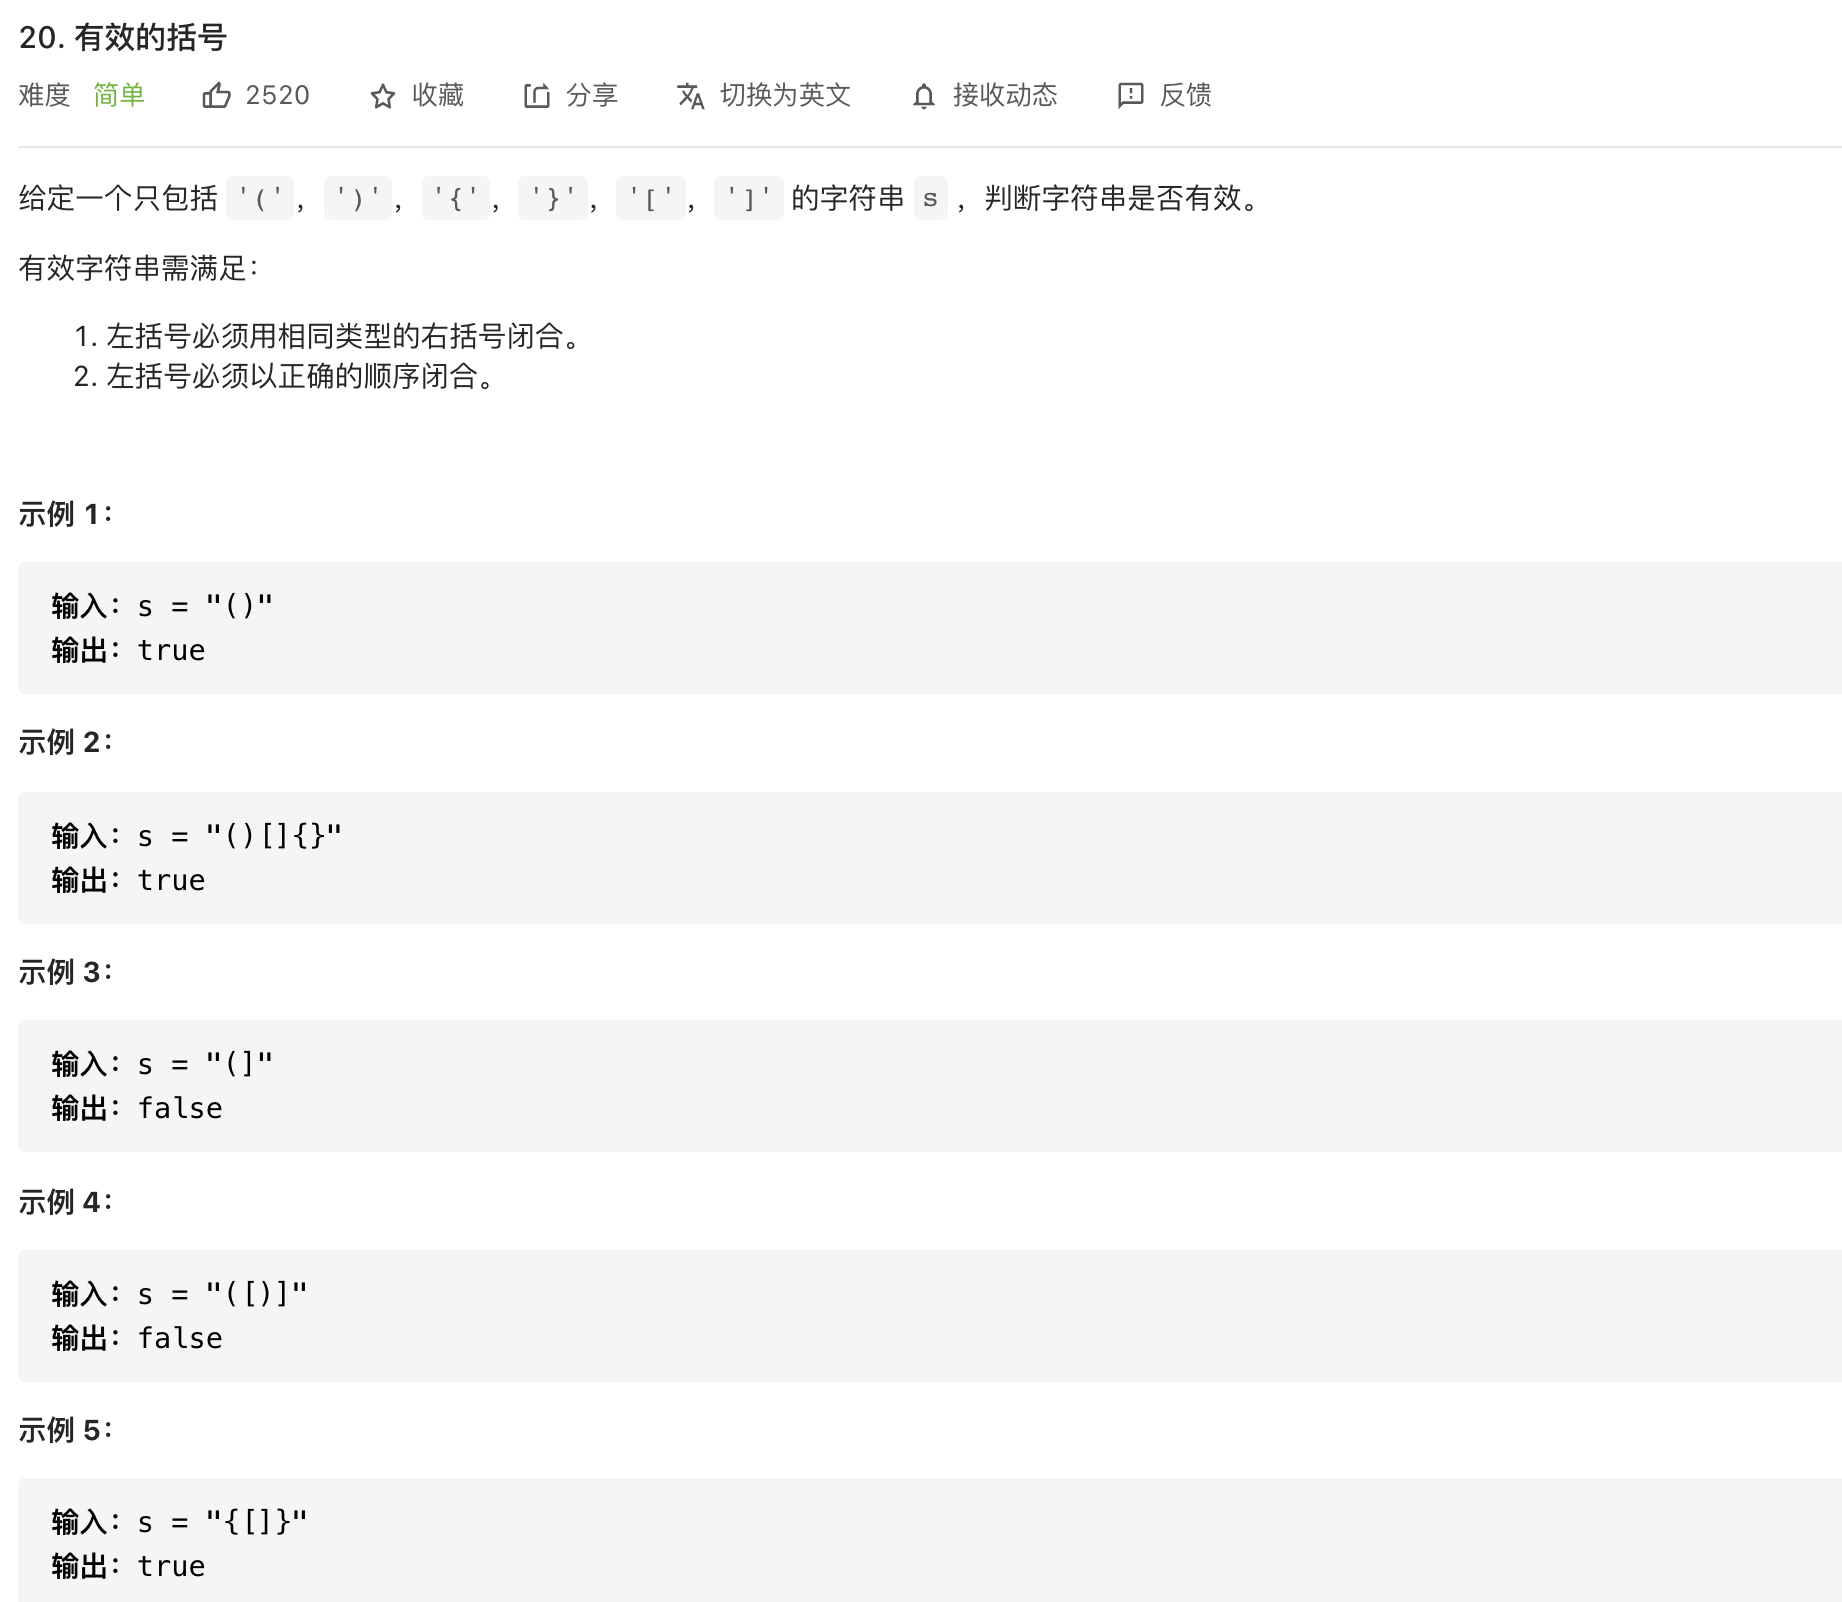 20. 有效的括号
难度 简单 2520 收藏 分享 切换为英文 接收动态 反馈
给定一个只包括 '('，')'，'{'，'}'，'['，']' 的字符串 s ，判断字符串是否有效。
有效字符串需满足：
1. 左括号必须用相同类型的右括号闭合。
2. 左括号必须以正确的顺序闭合。
示例 1：
输入：s = "()"
输出：true
示例 2：
输入：s = "()[]{}"
输出：true
示例 3：
输入：s = "(]"
输出：false
示例 4：
输入：s = "([)]"
输出：false
示例 5：
输入：s = "{[]}"
输出：true